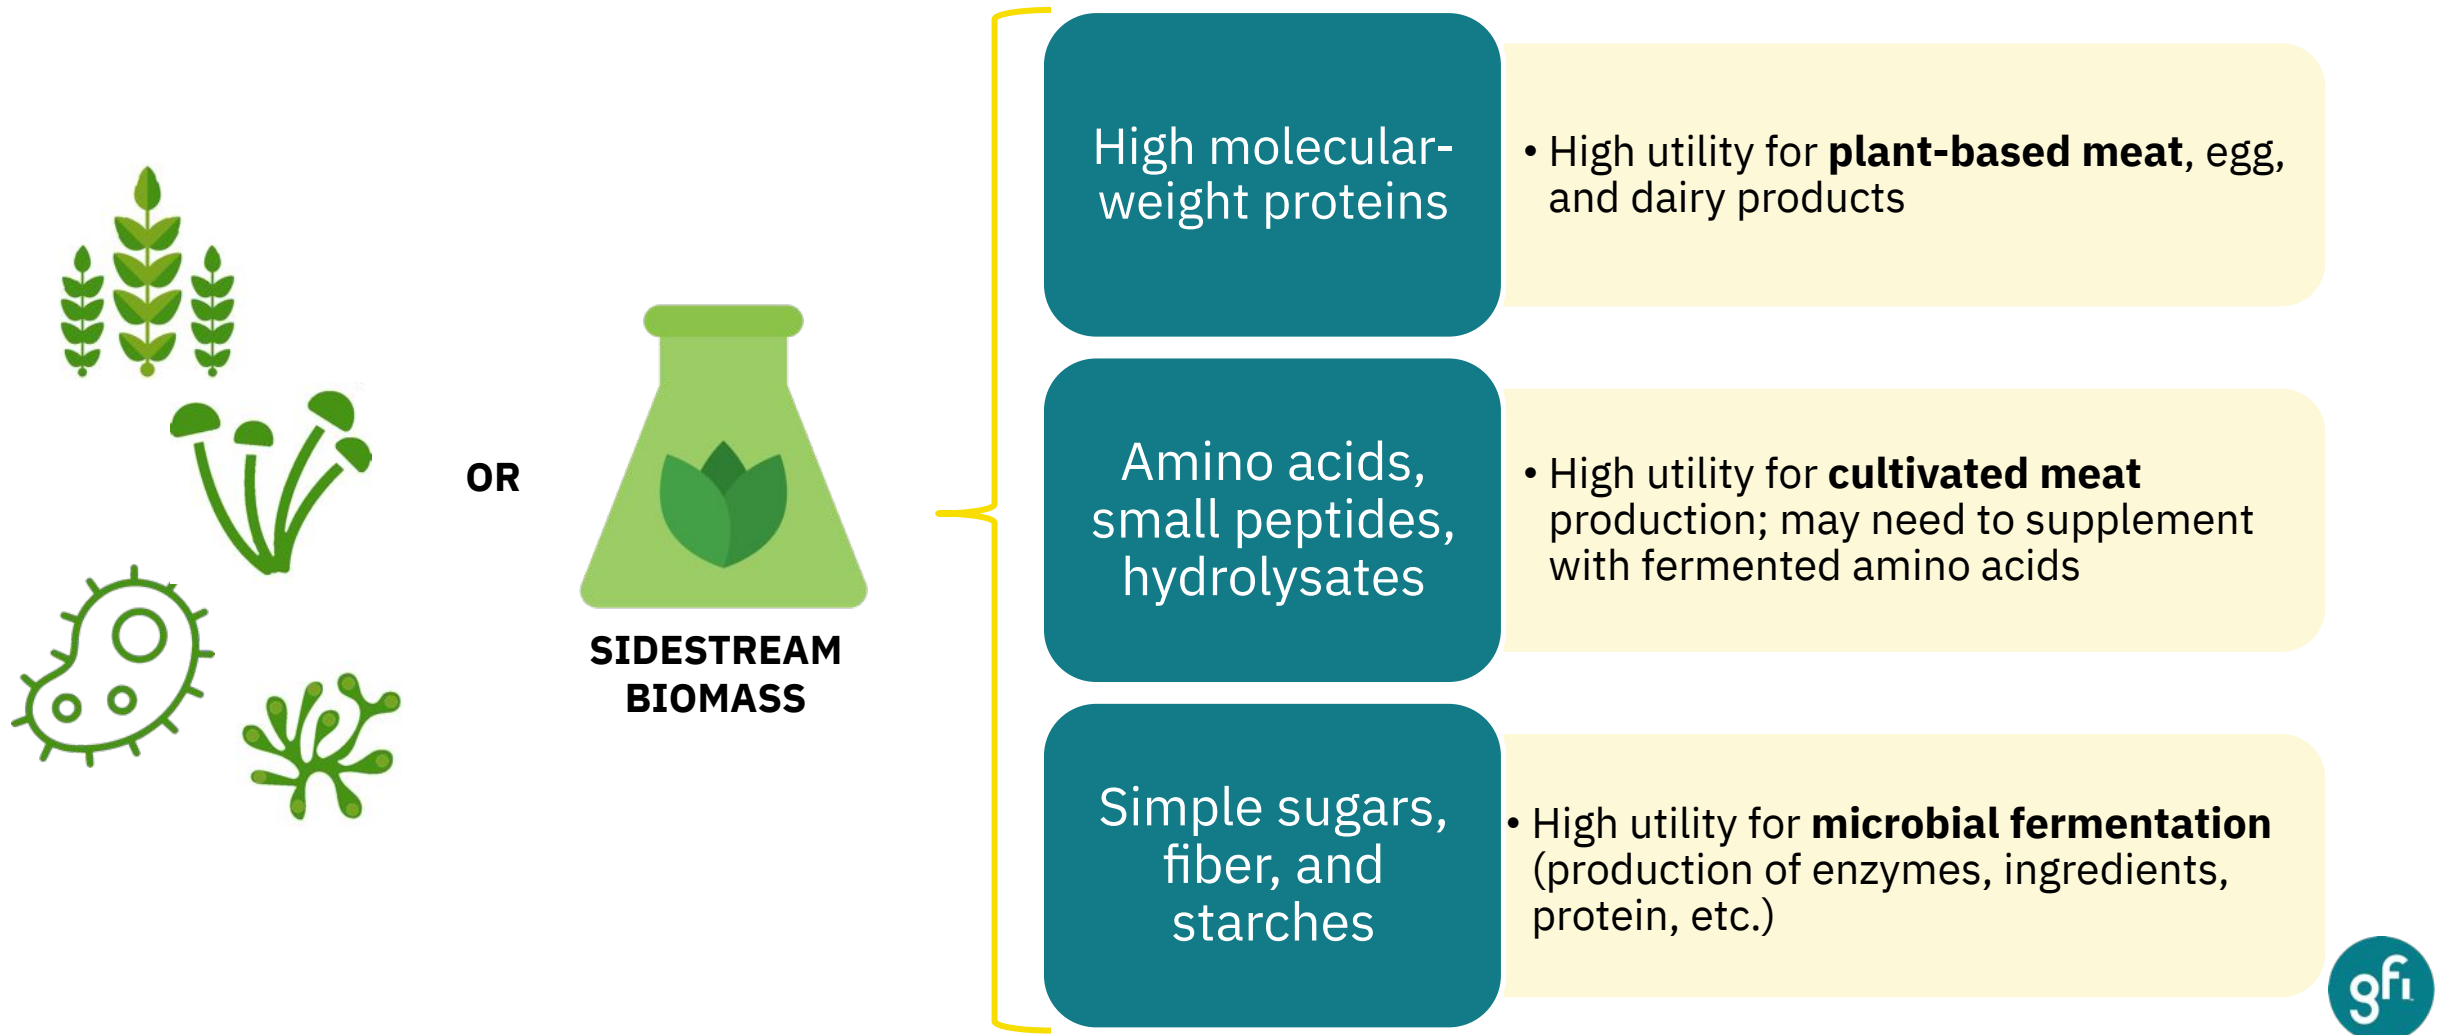 OR
SIDESTREAM
BIOMASS
High molecular-
weight proteins
• High utility for plant-based meat, egg,
and dairy products
Amino acids,
small peptides,
hydrolysates
• High utility for cultivated meat
production; may need to supplement
with fermented amino acids
Simple sugars,
fiber, and
starches
• High utility for microbial fermentation
(production of enzymes, ingredients,
protein, etc.)
gfi